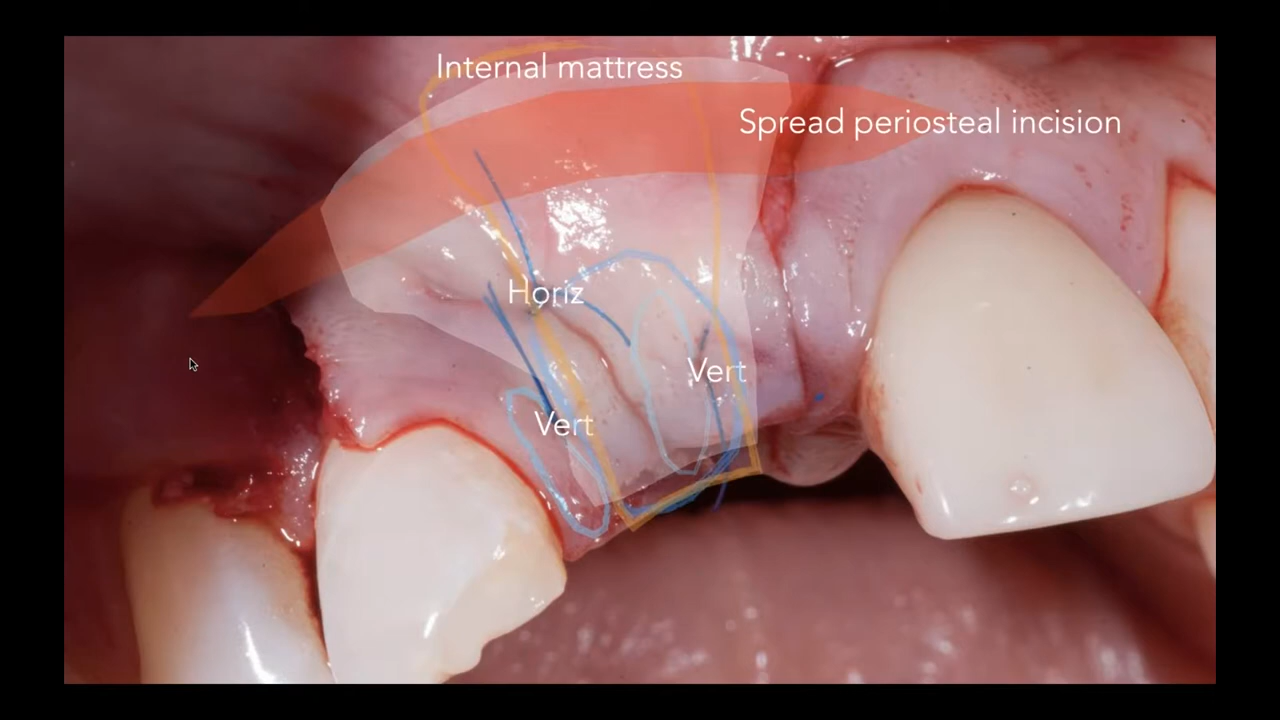 Internal mattress
Spread periosteal incision
Horiz
Vert
Vert